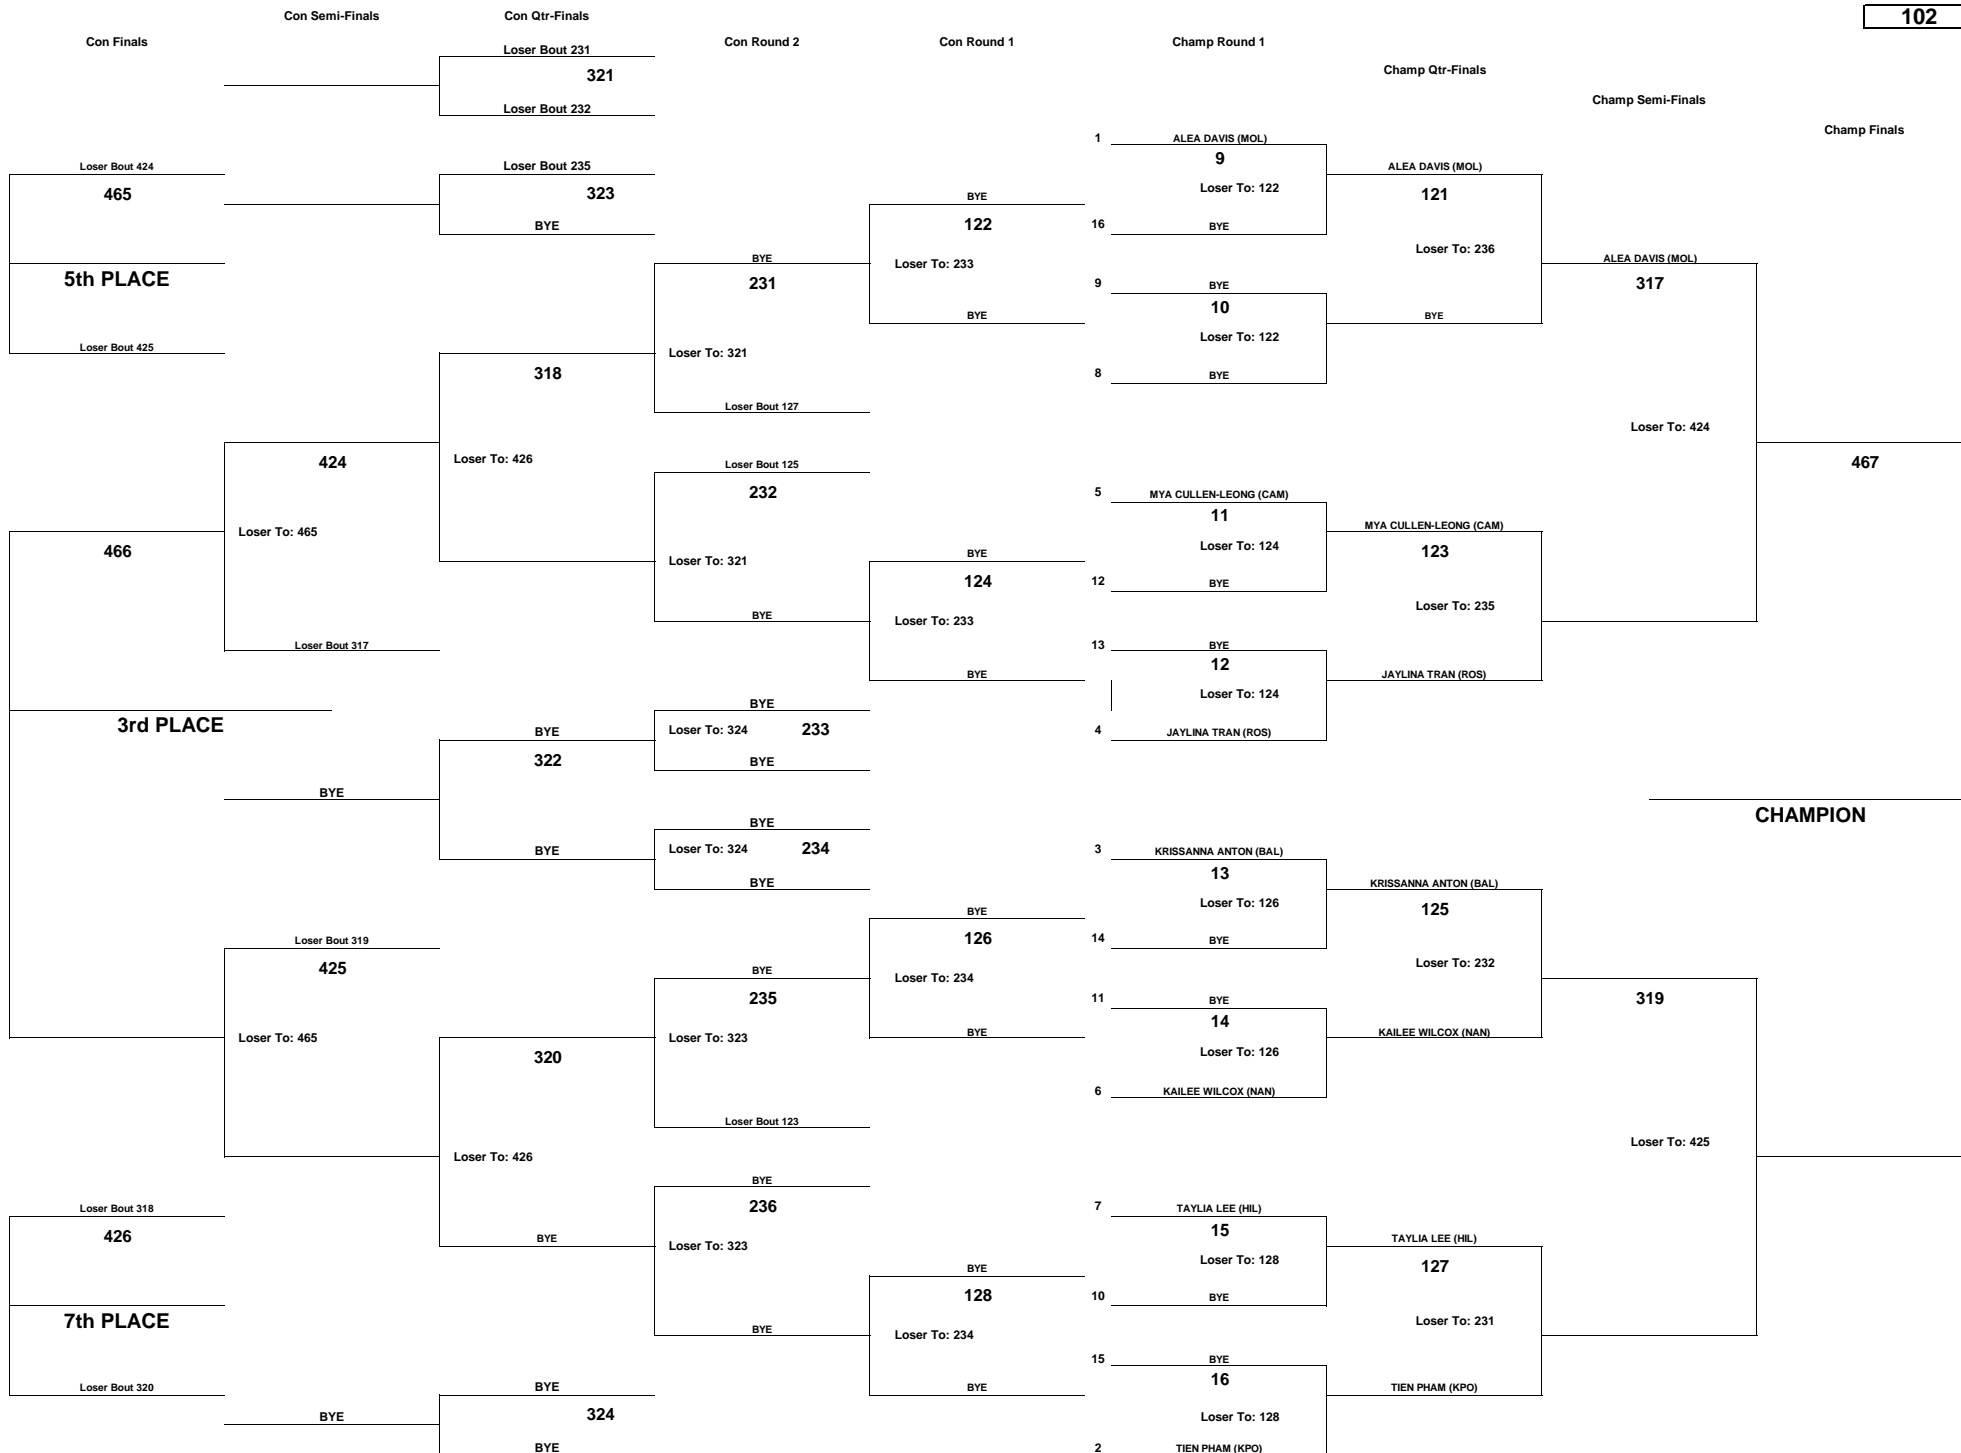 Con Semi-Finals
Con Qtr-Finals
102
Con Finals
Con Round 2
Con Round 1
Champ Round 1
Champ Qtr-Finals
Champ Semi-Finals
Champ Finals
Loser Bout 231
321
Loser Bout 232
Loser Bout 424
465
5th PLACE
Loser Bout 425
Loser Bout 235
323
BYE
BYE
231
Loser To: 321
Loser Bout 127
318
Loser To: 426
424
Loser To: 465
Loser Bout 317
466
3rd PLACE
Loser Bout 125
232
Loser To: 321
BYE
BYE
122
Loser To: 233
BYE
BYE
124
Loser To: 233
BYE
BYE
Loser To: 324 233
BYE
BYE
322
BYE
BYE
BYE
Loser To: 324 234
BYE
Loser Bout 319
425
Loser To: 465
BYE
235
Loser To: 323
Loser Bout 123
320
Loser To: 426
BYE
BYE
236
Loser To: 323
BYE
BYE
126
Loser To: 234
BYE
BYE
128
Loser To: 234
BYE
Loser Bout 318
426
7th PLACE
Loser Bout 320
BYE
BYE
324
BYE
1 ALEA DAVIS (MOL)
9
Loser To: 122
16 BYE
9 BYE
10
Loser To: 122
8 BYE
5 MYA CULLEN-LEONG (CAM)
11
Loser To: 124
12 BYE
13 BYE
12
Loser To: 124
4 JAYLINA TRAN (ROS)
3 KRISSANNA ANTON (BAL)
13
Loser To: 126
14 BYE
11 BYE
14
Loser To: 126
6 KAILEE WILCOX (NAN)
7 TAYLIA LEE (HIL)
15
Loser To: 128
10 BYE
15 BYE
16
Loser To: 128
2 TIEN PHAM (KPO)
ALEA DAVIS (MOL)
121
Loser To: 236
BYE
MYA CULLEN-LEONG (CAM)
123
Loser To: 235
JAYLINA TRAN (ROS)
KRISSANNA ANTON (BAL)
125
Loser To: 232
KAILEE WILCOX (NAN)
TAYLIA LEE (HIL)
127
Loser To: 231
TIEN PHAM (KPO)
ALEA DAVIS (MOL)
317
Loser To: 424
319
Loser To: 425
467
CHAMPION